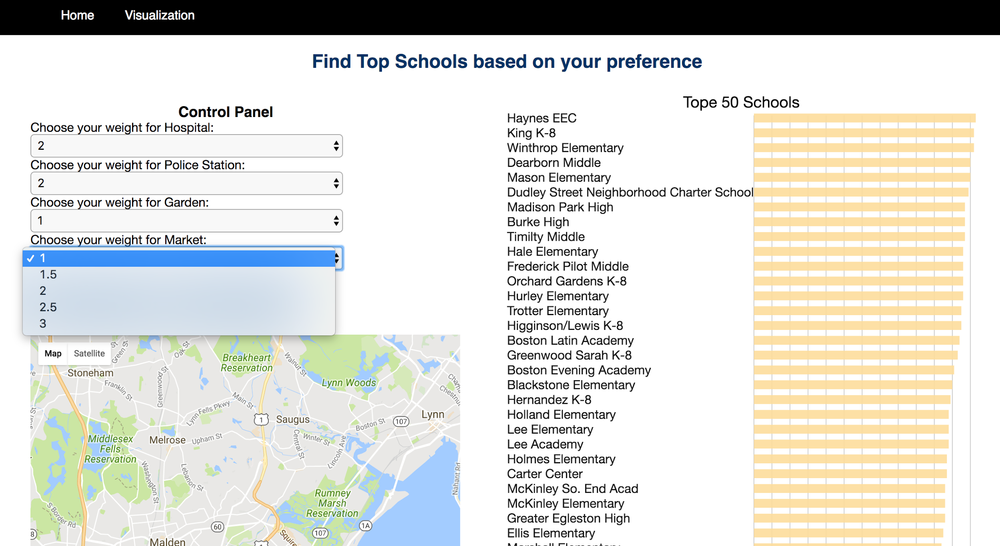 Home Visualization
Find Top Schools based on your preference
Control Panel
Choose your weight for Hospital:
2
Choose your weight for Police Station:
2
Choose your weight for Garden:
1
Choose your weight for Market:
✓ 1
1.5
2
2.5
3
Map Satellite
St
Green St
Oak St
Stoneham
Franklin St
Greenwood St
Breakheart
Reservation
Walnut St
Lynn Woods
Main St
Lynn Fells Pkwy
1
Saugus
Boston St
107
Lynn
Middlesex
Fells
Reservation
Melrose
Upham St
Central St
Winter St
Lincoln Ave
Washington St
Lebanon St
Nahant Rd
Rumney
Marsh
Reservation
S Border Rd
60
107
1A
Malden
Tope 50 Schools
Haynes EEC
King K-8
Winthrop Elementary
Dearborn Middle
Mason Elementary
Dudley Street Neighborhood Charter School
Madison Park High
Burke High
Timilty Middle
Hale Elementary
Frederick Pilot Middle
Orchard Gardens K-8
Hurley Elementary
Trotter Elementary
Higginson/Lewis K-8
Boston Latin Academy
Greenwood Sarah K-8
Boston Evening Academy
Blackstone Elementary
Hernandez K-8
Holland Elementary
Lee Elementary
Lee Academy
Holmes Elementary
Carter Center
McKinley So. End Acad
McKinley Elementary
Greater Egleston High
Ellis Elementary